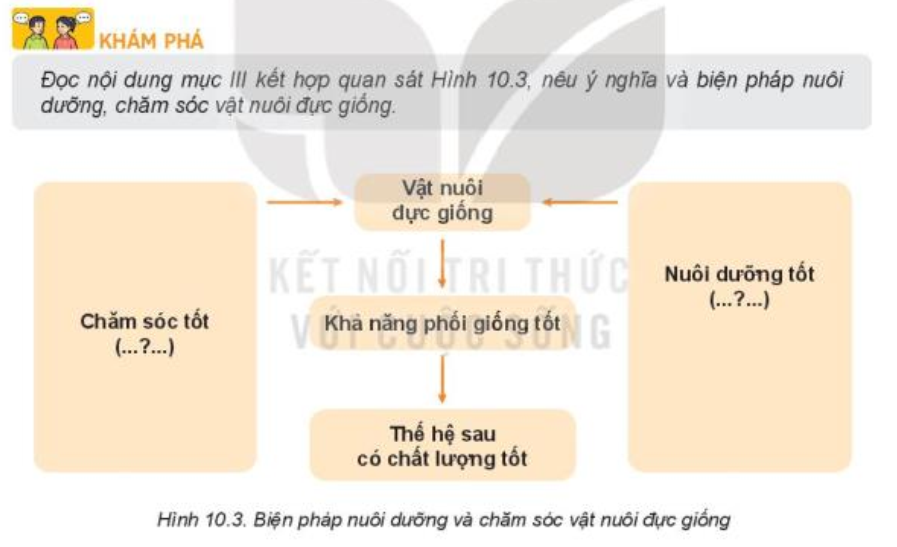 KHÁM PHÁ
Đọc nội dung mục III kết hợp quan sát Hình 10.3, nêu ý nghĩa và biện pháp nuôi
dưỡng, chăm sóc vật nuôi đực giống.
Vật nuôi
đực giống
KẾT NỐI TRI THỨC
VỚI CUỘC SỐNG
Chăm sóc tốt
(...?...)
Khả năng phối giống tốt
Nuôi dưỡng tốt
(...?...)
Thế hệ sau
có chất lượng tốt
Hình 10.3. Biện pháp nuôi dưỡng và chăm sóc vật nuôi đực giống